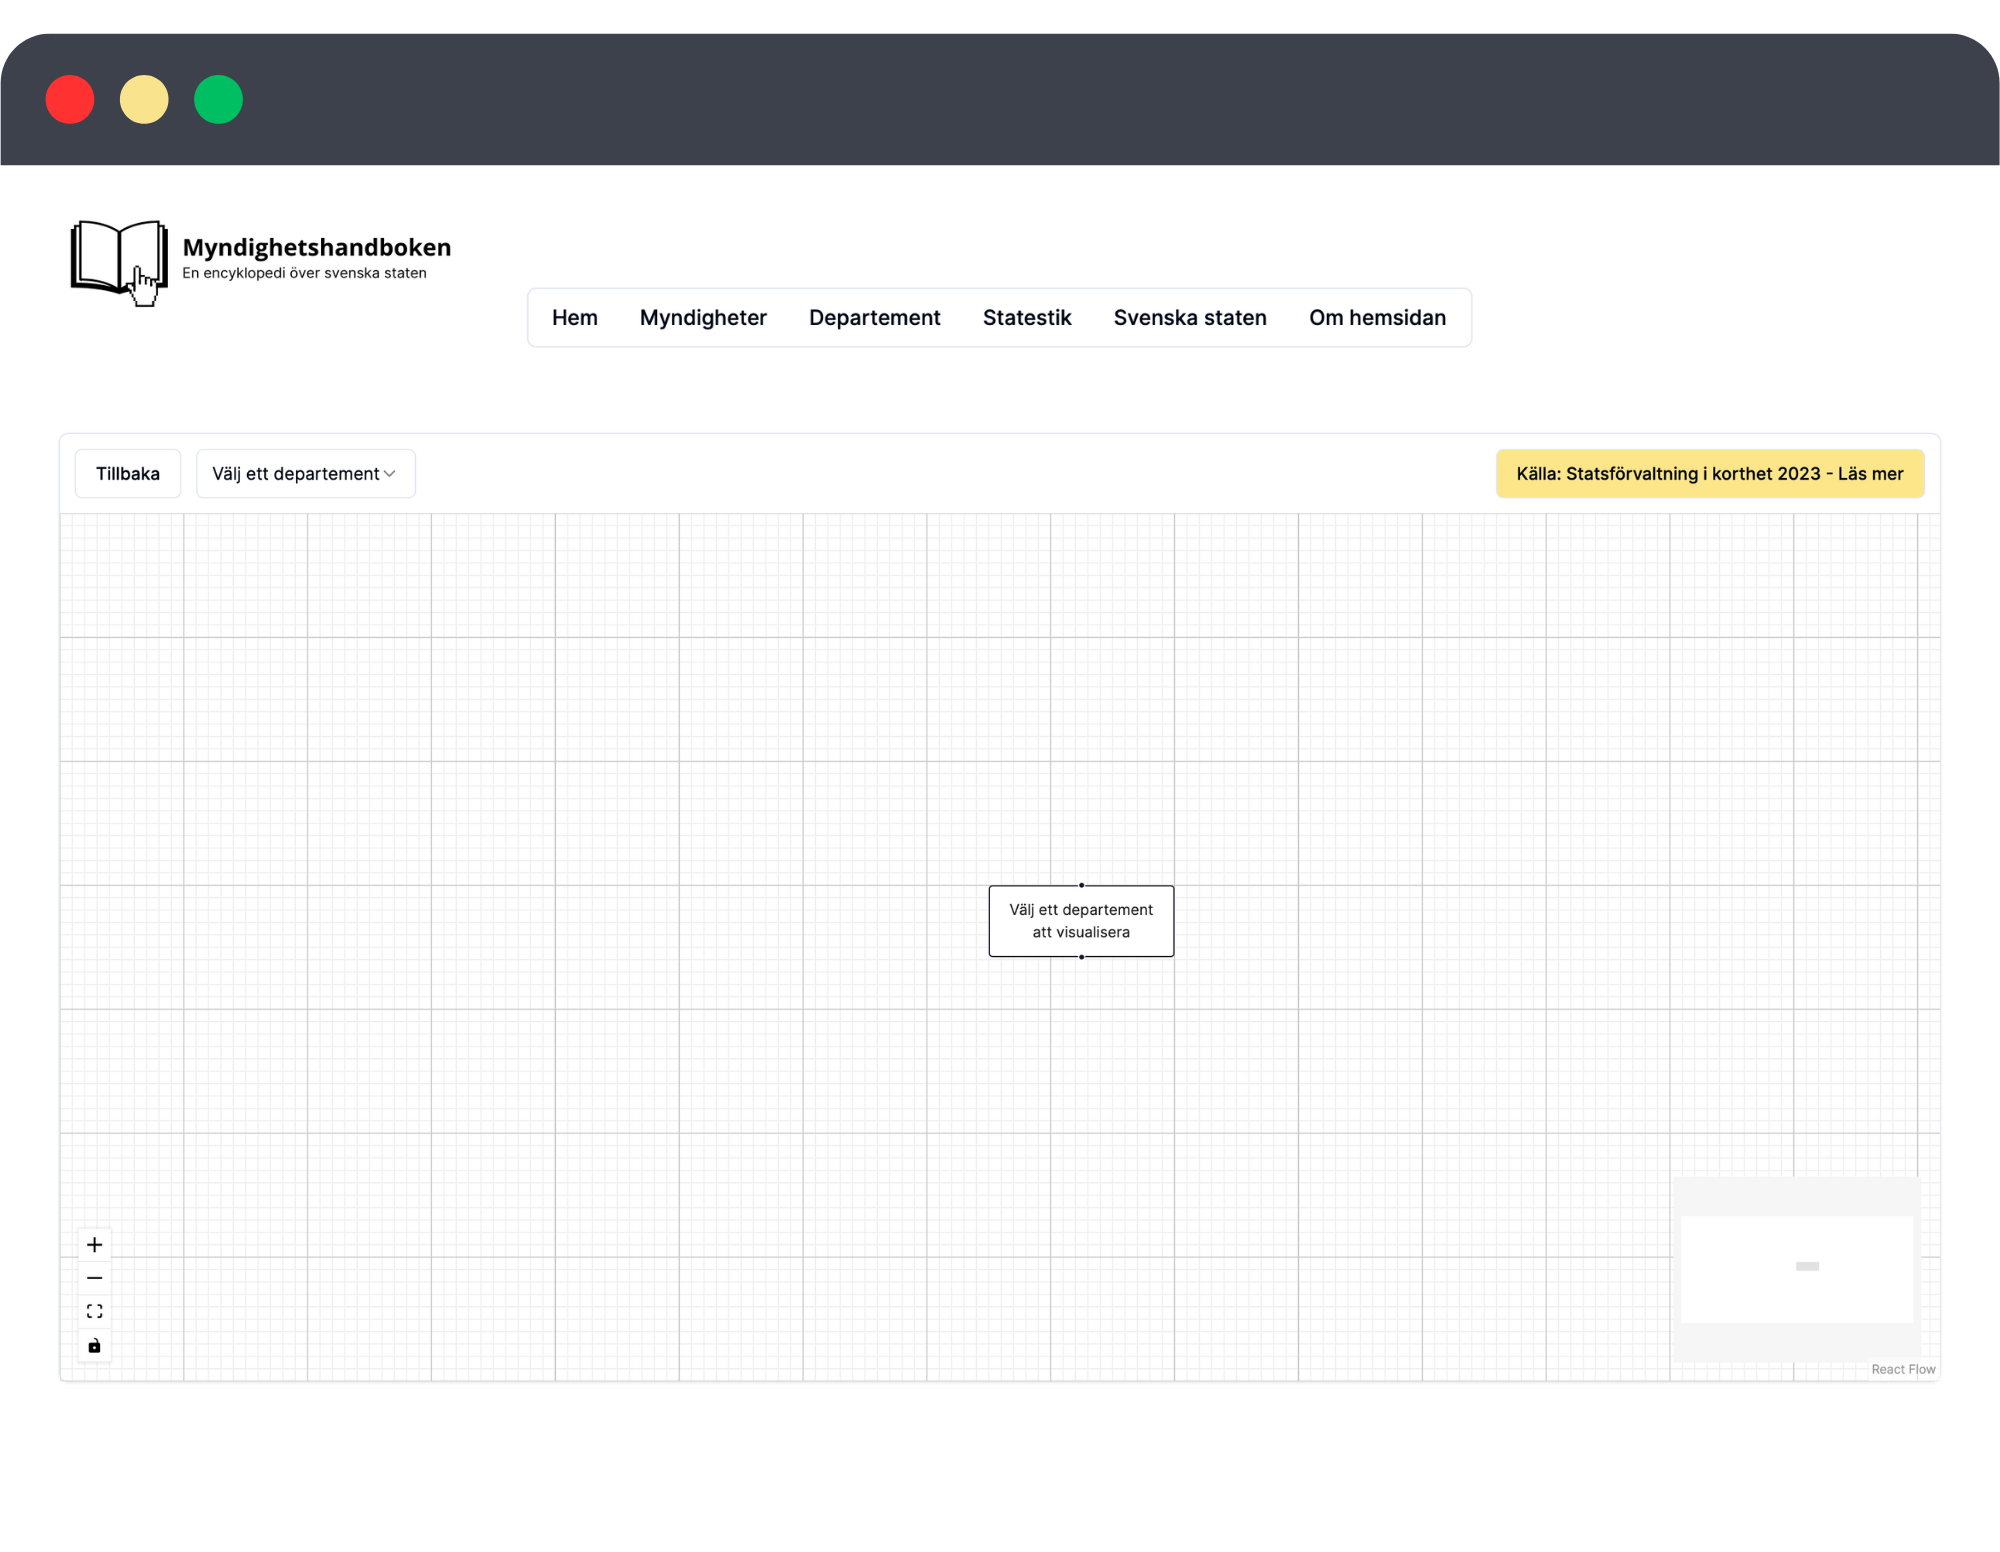 Myndighetshandboken
En encyklopedi över svenska staten
Hem Myndigheter Departement Statestik Svenska staten Om hemsidan
Tillbaka Välj ett departement Källa: Statsförvaltning i korthet 2023 - Läs mer
Välj ett departement
att visualisera
React Flow